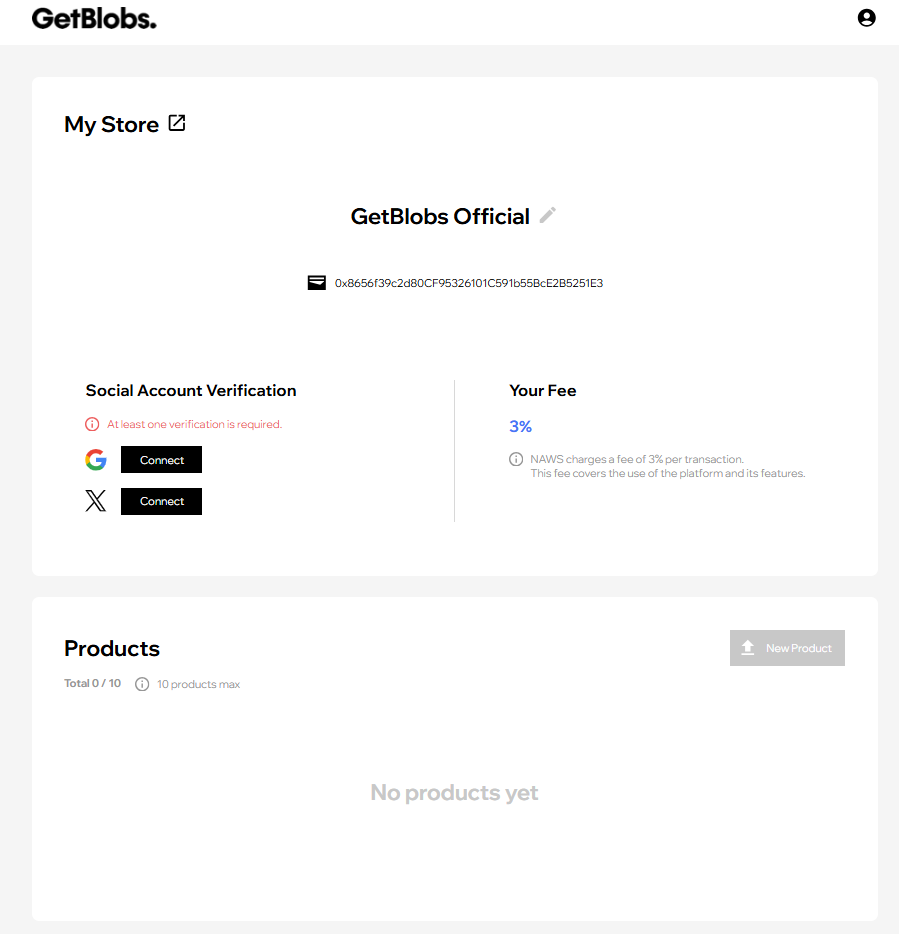 GetBlobs.
My Store
GetBlobs Official
0x8656f39c2d80CF95326101C591b55BcE2B5251E3
Social Account Verification
At least one verification is required.
Connect
Connect
Your Fee
3%
NAWS charges a fee of 3% per transaction.
This fee covers the use of the platform and its features.
Products
New Product
Total 0 / 10
10 products max
No products yet